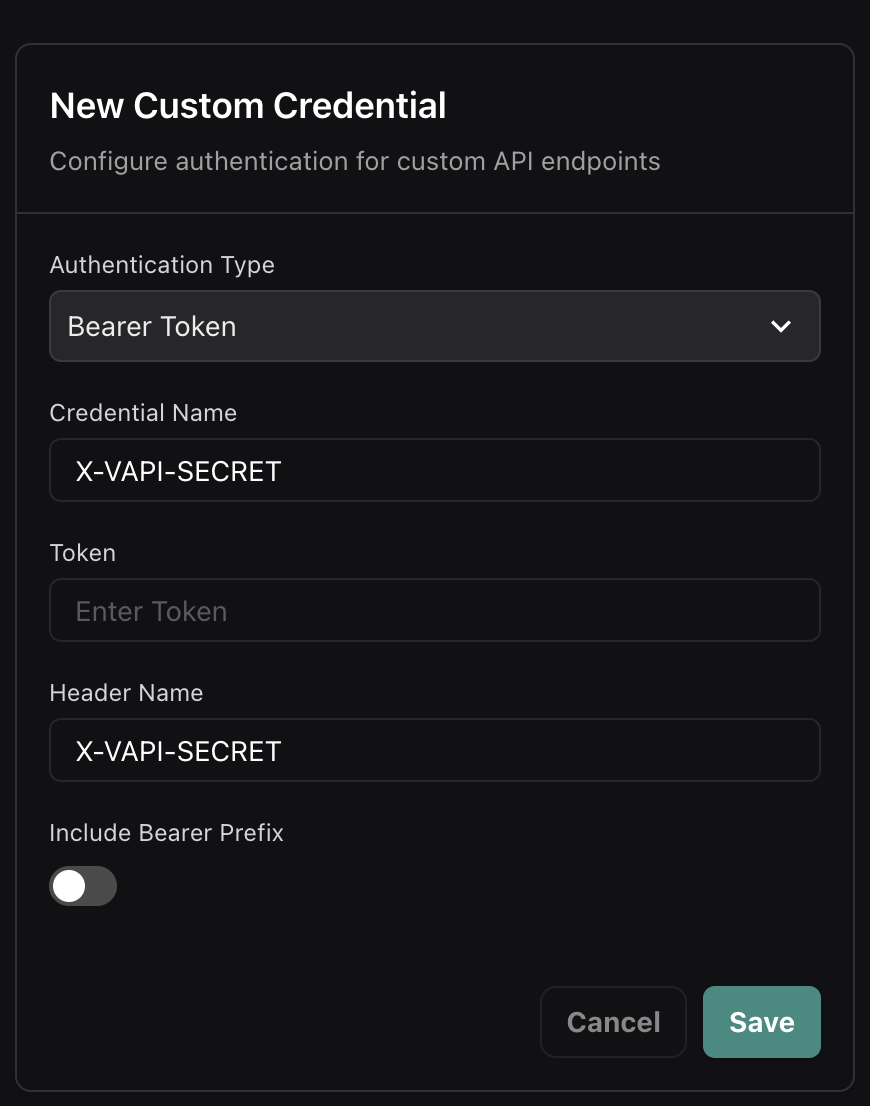 New Custom Credential
Configure authentication for custom API endpoints
Authentication Type
Bearer Token
Credential Name
X-VAPI-SECRET
Token
Enter Token
Header Name
X-VAPI-SECRET
Include Bearer Prefix
Cancel
Save